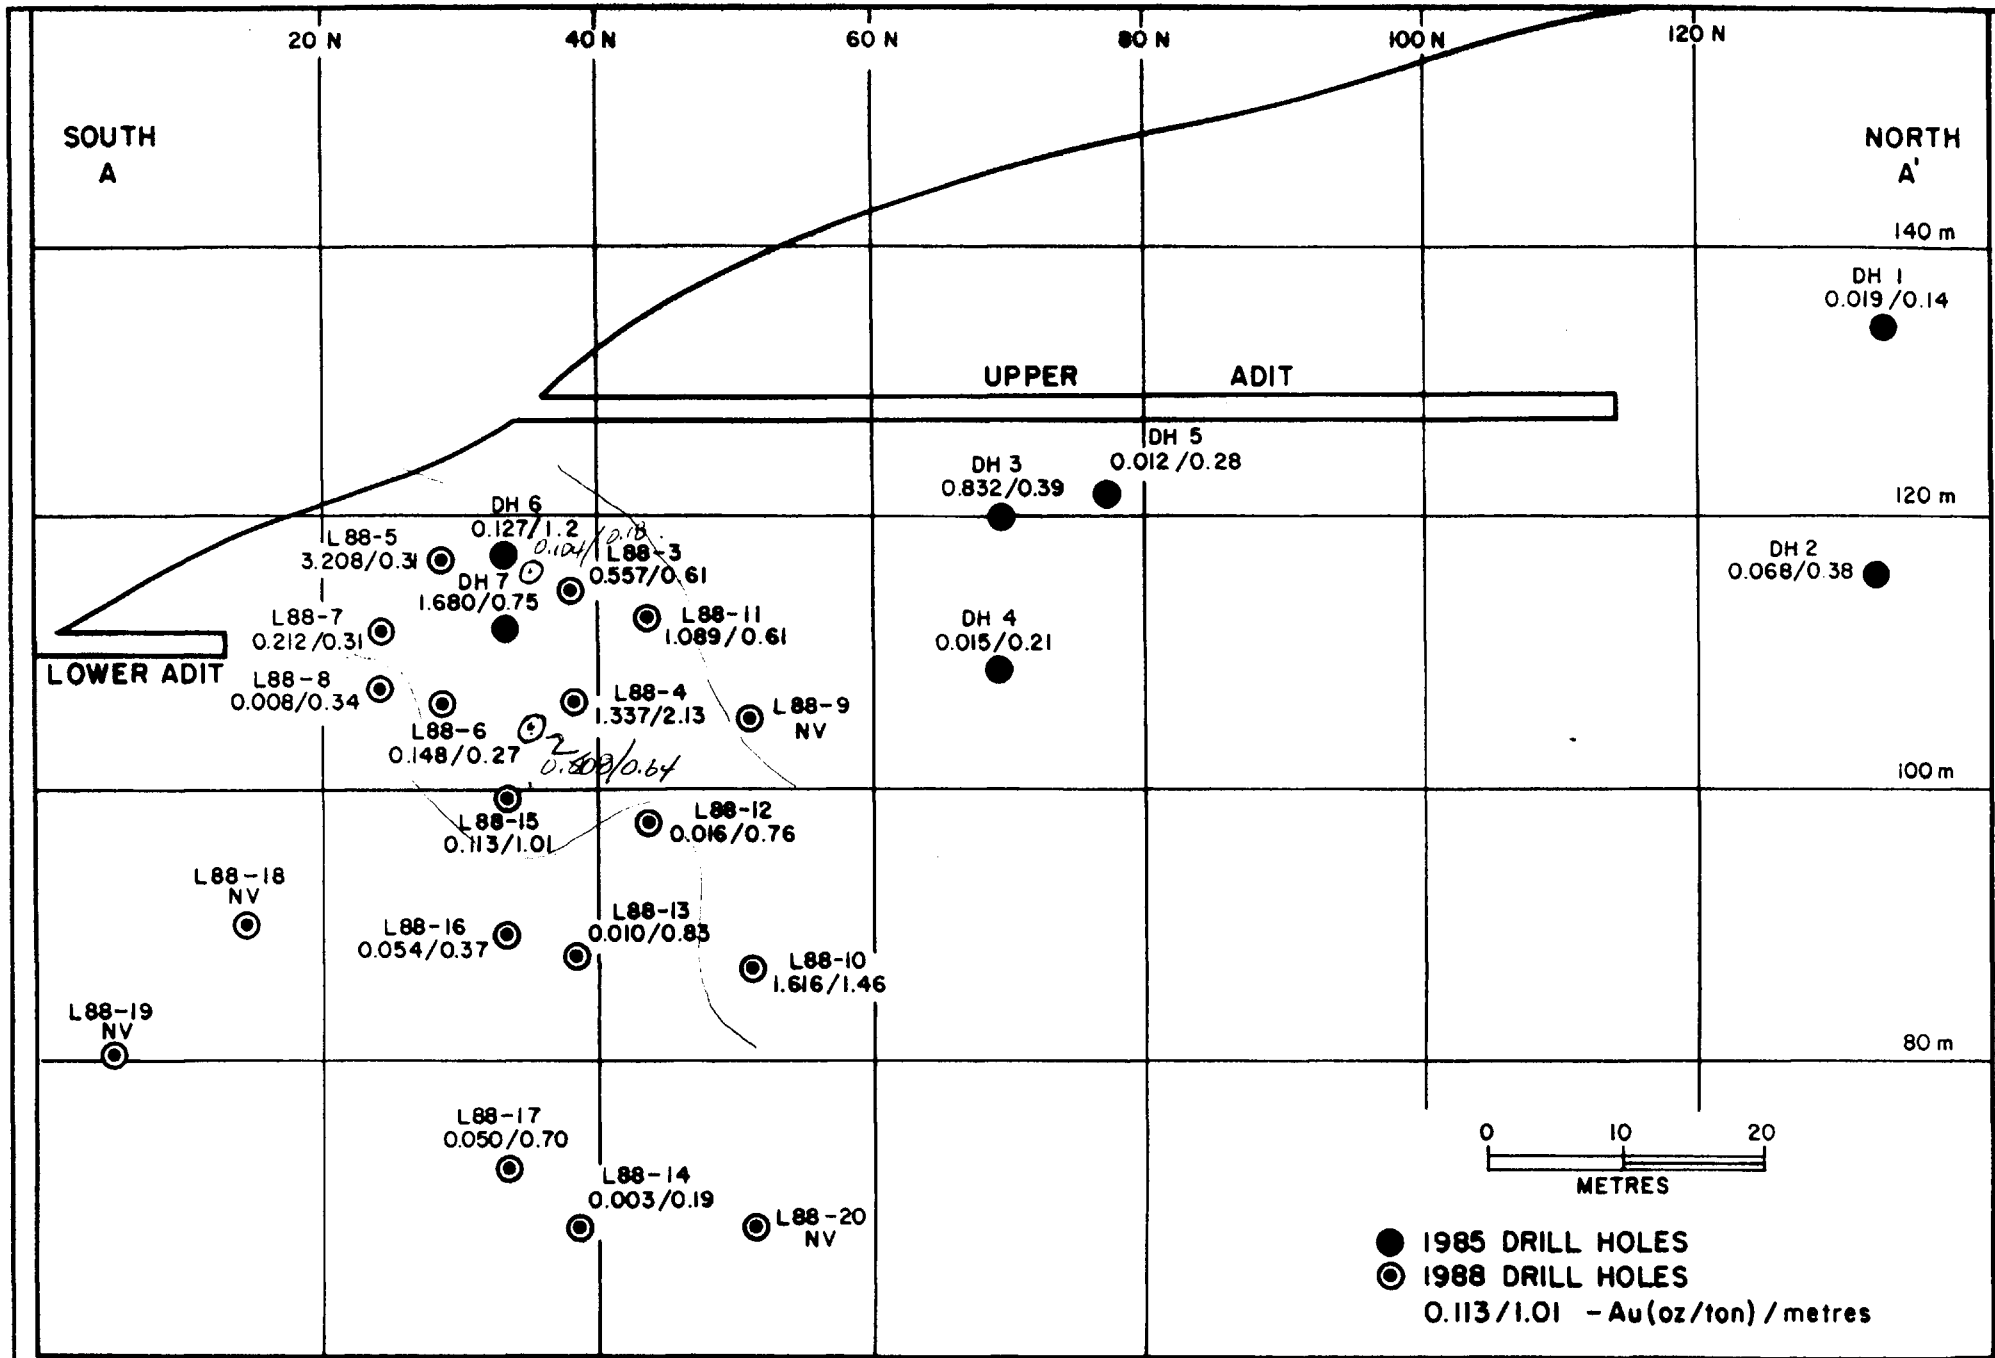 20 N 40 N 60 N 80 N 100 N 120 N
SOUTH
A
NORTH
A'
140 m
DH 1
0.019/0.14
UPPER ADIT
DH 5
0.012/0.28
DH 3
0.832/0.39
120 m
DH 6
0.127/1.2
0.104/0.18
L88-5
3.208/0.31
L88-3
0.557/0.61
DH 2
0.068/0.38
DH 7
1.680/0.75
L88-7
0.212/0.31
L88-11
1.089/0.61
DH 4
0.015/0.21
LOWER ADIT
L88-8
0.008/0.34
L88-4
1.337/2.13
L88-9
NV
L88-6
0.148/0.27
2
100 m
L88-15
0.113/1.01
L88-12
0.016/0.76
L88-18
NV
L88-16
0.054/0.37
L88-13
0.010/0.83
L88-10
1.616/1.46
L88-19
NV
80 m
L88-17
0.050/0.70
L88-14
0.003/0.19
L88-20
NV
0 10 20
METRES
1985 DRILL HOLES
1988 DRILL HOLES
0.113/1.01 - Au(oz/ton) / metres